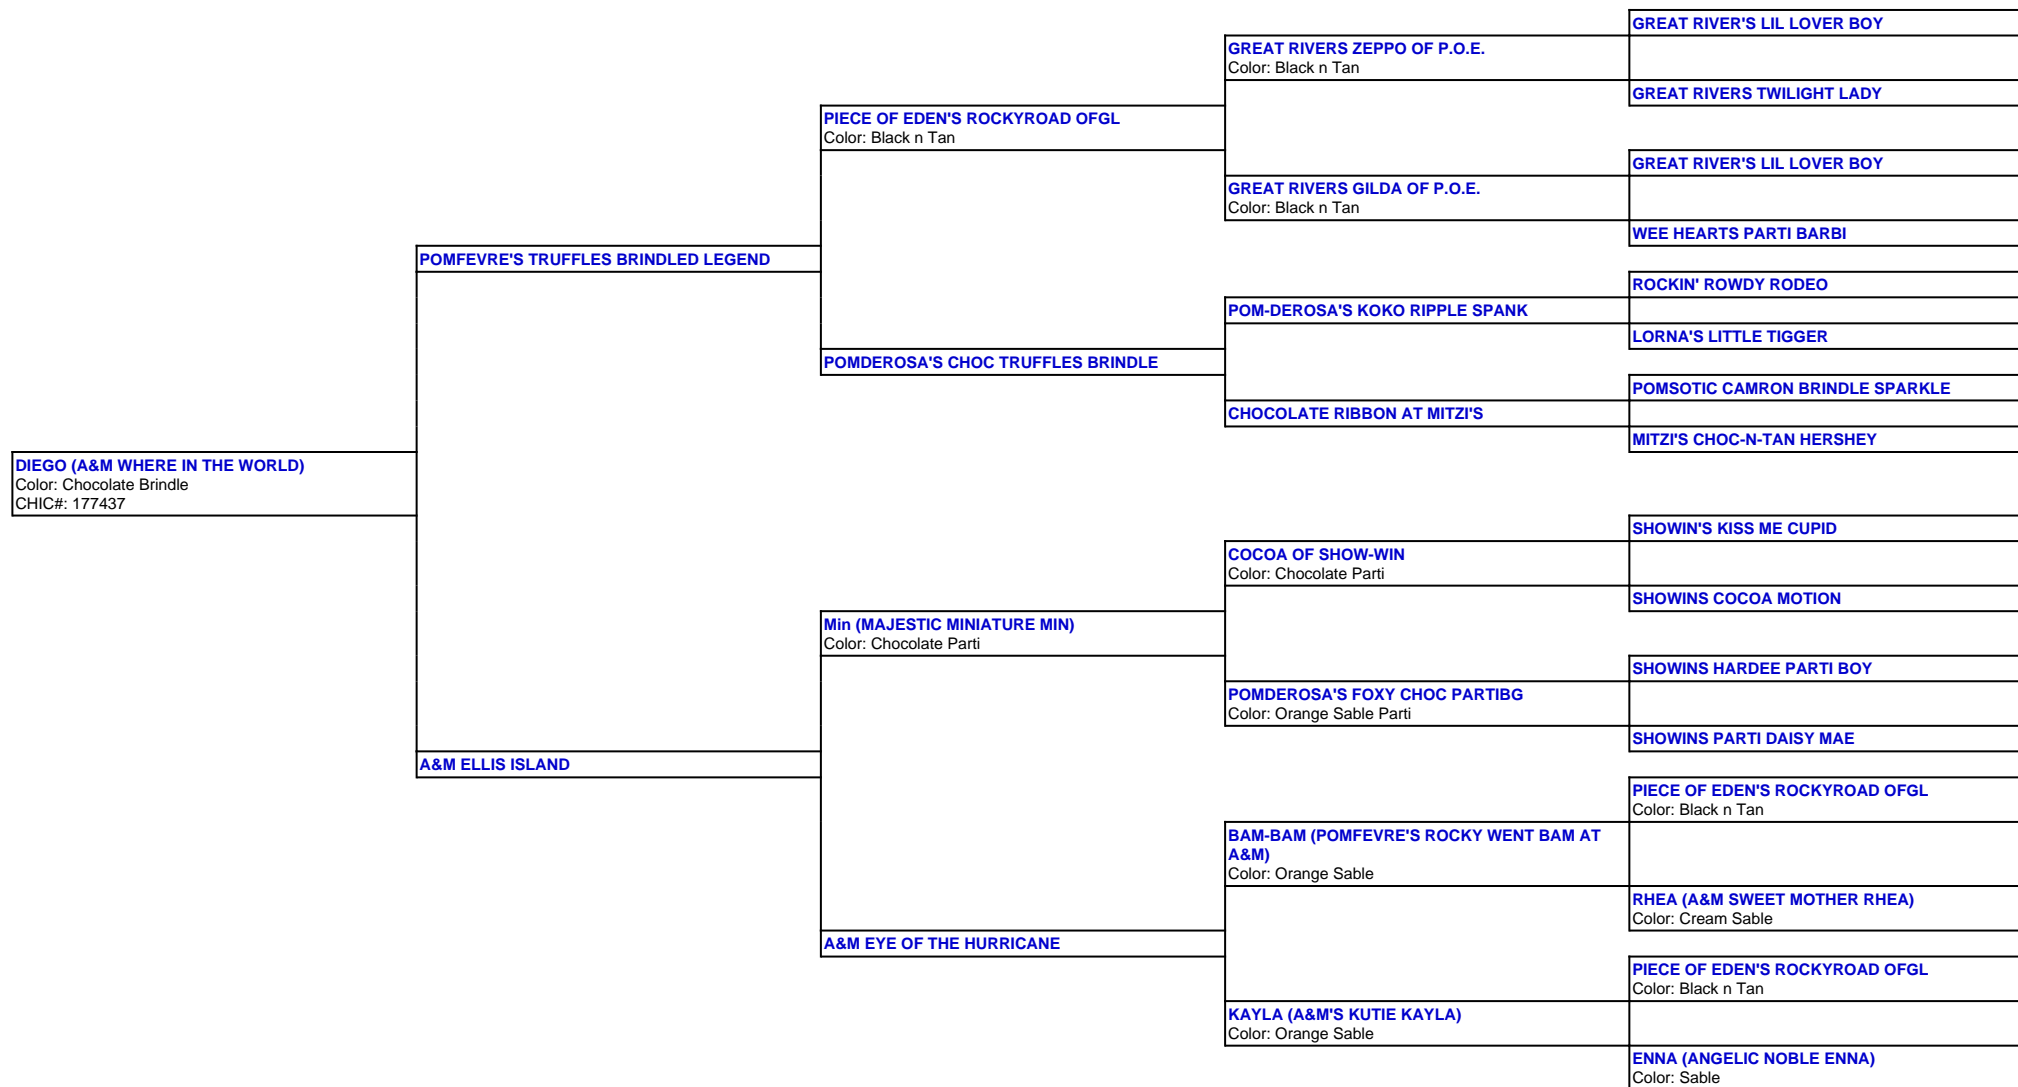 GREAT RIVER'S LIL LOVER BOY
GREAT RIVERS ZEPPO OF P.O.E.
Color: Black n Tan
GREAT RIVERS TWILIGHT LADY
PIECE OF EDEN'S ROCKYROAD OFGL
Color: Black n Tan
GREAT RIVER'S LIL LOVER BOY
GREAT RIVERS GILDA OF P.O.E.
Color: Black n Tan
WEE HEARTS PARTI BARBI
POMFEVRE'S TRUFFLES BRINDLED LEGEND
ROCKIN' ROWDY RODEO
POM-DEROSA'S KOKO RIPPLE SPANK
LORNA'S LITTLE TIGGER
POMDEROSA'S CHOC TRUFFLES BRINDLE
POMSOTIC CAMRON BRINDLE SPARKLE
CHOCOLATE RIBBON AT MITZI'S
MITZI'S CHOC-N-TAN HERSHEY
DIEGO (A&M WHERE IN THE WORLD)
Color: Chocolate Brindle
CHIC#: 177437
SHOWIN'S KISS ME CUPID
COCOA OF SHOW-WIN
Color: Chocolate Parti
SHOWINS COCOA MOTION
Min (MAJESTIC MINIATURE MIN)
Color: Chocolate Parti
SHOWINS HARDEE PARTI BOY
POMDEROSA'S FOXY CHOC PARTIBG
Color: Orange Sable Parti
SHOWINS PARTI DAISY MAE
A&M ELLIS ISLAND
PIECE OF EDEN'S ROCKYROAD OFGL
Color: Black n Tan
BAM-BAM (POMFEVRE'S ROCKY WENT BAM AT
A&M)
Color: Orange Sable
RHEA (A&M SWEET MOTHER RHEA)
Color: Cream Sable
A&M EYE OF THE HURRICANE
PIECE OF EDEN'S ROCKYROAD OFGL
Color: Black n Tan
KAYLA (A&M'S KUTIE KAYLA)
Color: Orange Sable
ENNA (ANGELIC NOBLE ENNA)
Color: Sable